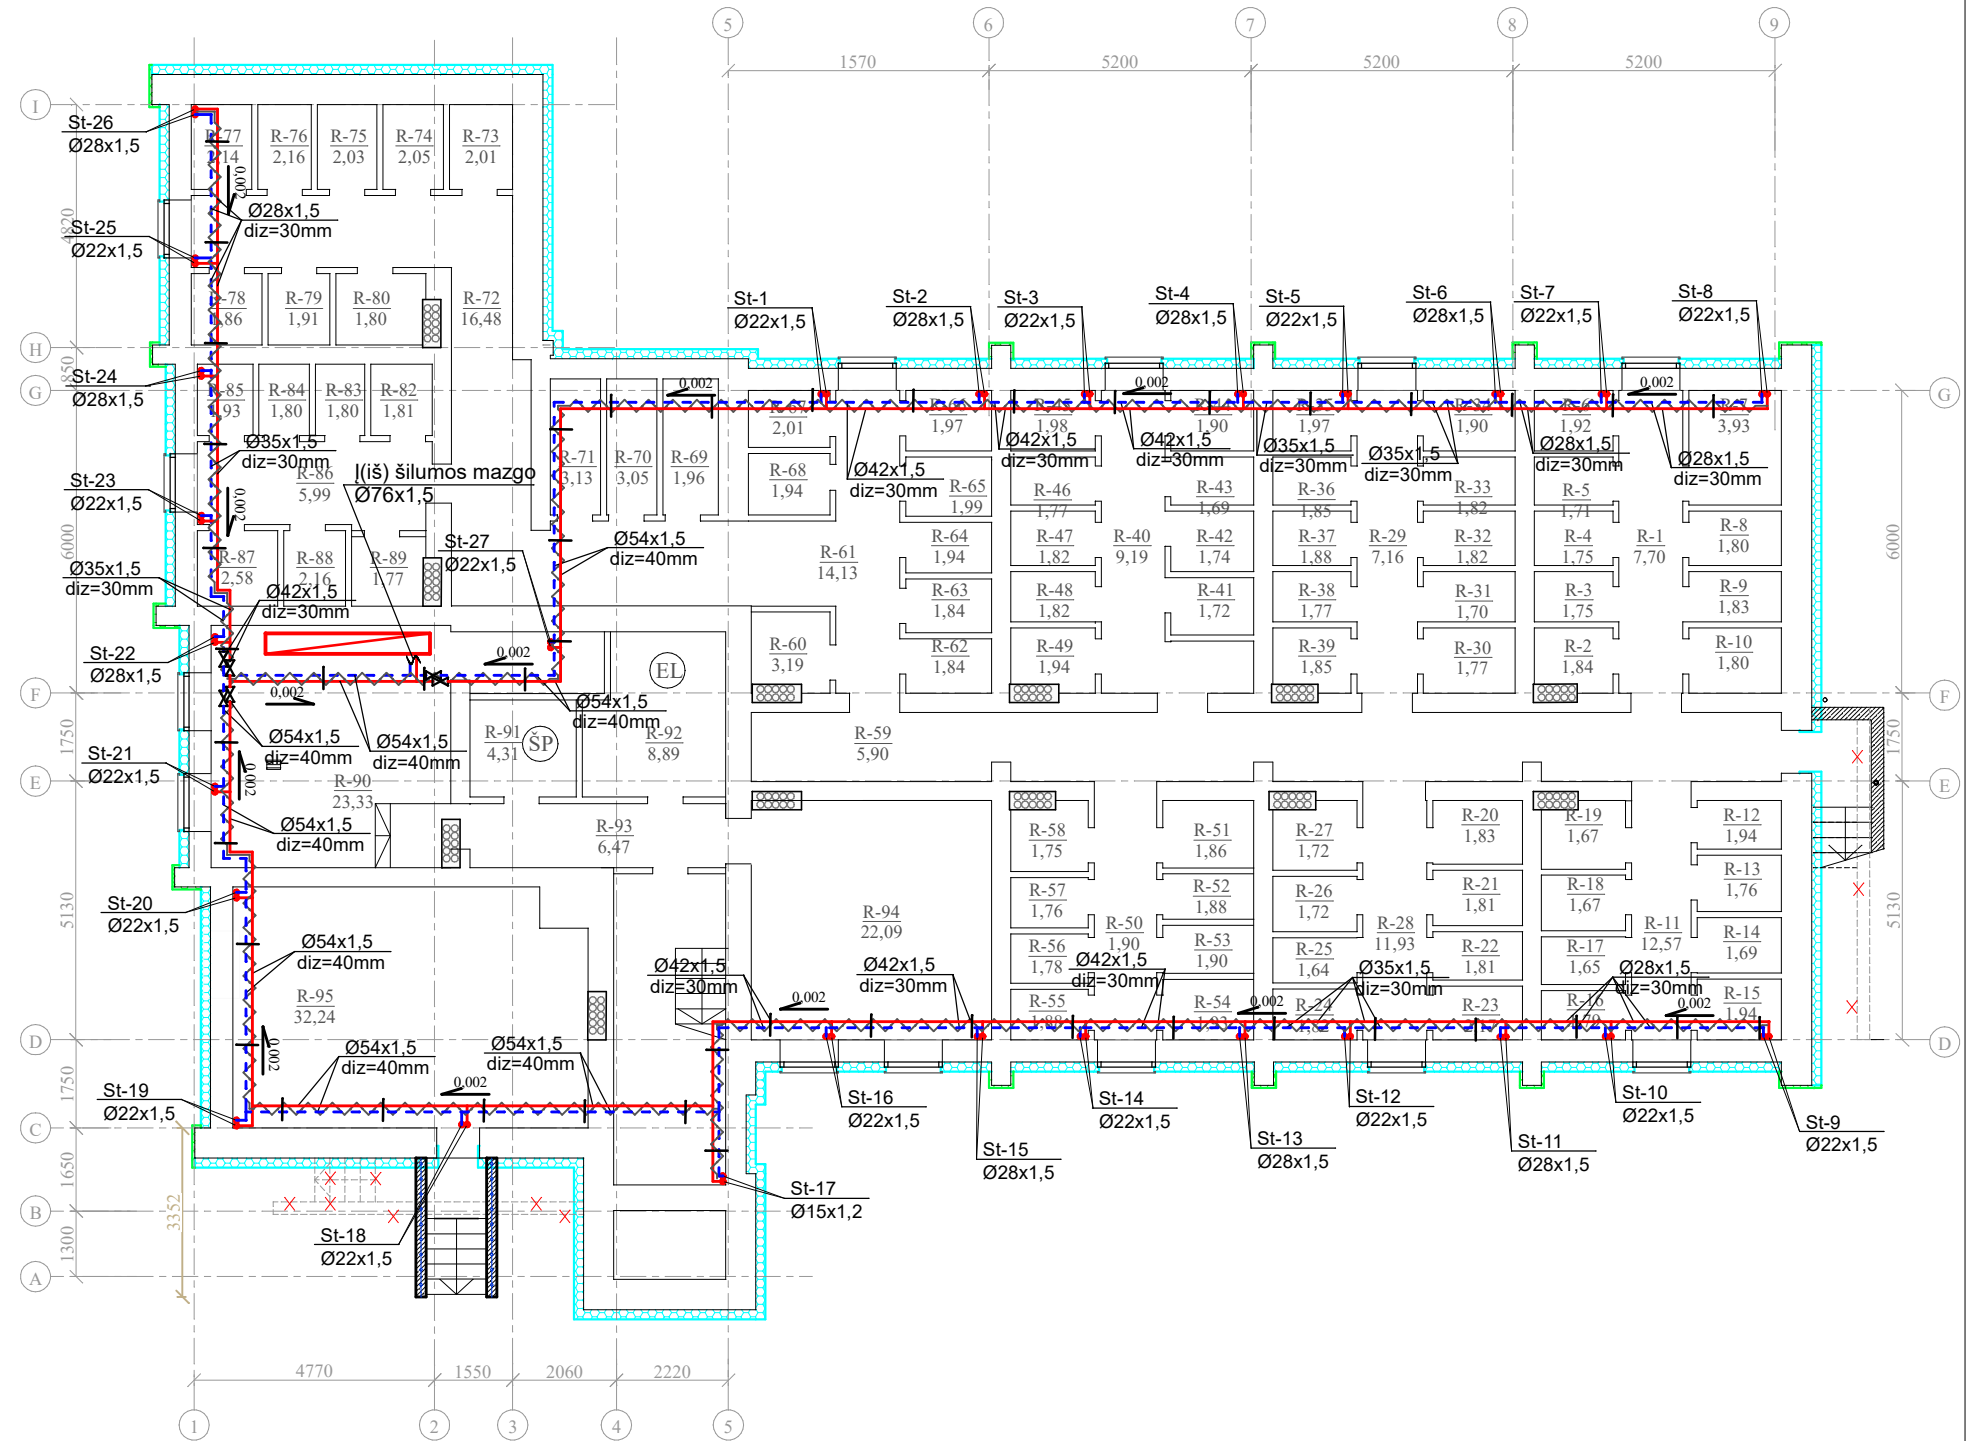 5
6
7
8
9
1570
5200
5200
5200
I
St-26
Ø28x1,5
R-76
2,16
R-75
2,03
R-74
2,05
R-73
2,01
0,002
4820
Ø28x1,5
diz=30mm
St-25
Ø22x1,5
R-79
1,91
R-80
1,80
R-72
16,48
H
850
G
St-24
Ø28x1,5
R-84
1,80
R-83
1,80
R-82
1,81
Ø35x1,5
diz=30mm
R-86
5,99
Į(iš) šilumos mazgo
Ø76x1,5
St-23
Ø22x1,5
0,002
6000
R-87
2,58
R-88
2,16
R-89
1,77
Ø35x1,5
diz=30mm
Ø42x1,5
diz=30mm
St-27
Ø22x1,5
St-22
Ø28x1,5
St-1
Ø22x1,5
St-2
Ø28x1,5
St-3
Ø22x1,5
St-4
Ø28x1,5
St-5
Ø22x1,5
St-6
Ø28x1,5
St-7
Ø22x1,5
St-8
Ø22x1,5
0,002
0,002
0,002
G
R-71
3,13
R-70
3,05
R-69
1,96
2,01
R-68
1,94
1,97
1,98
1,90
1,97
1,90
1,92
3,93
Ø42x1,5
diz=30mm
Ø42x1,5
diz=30mm
Ø42x1,5
diz=30mm
Ø35x1,5
diz=30mm
Ø35x1,5
diz=30mm
Ø28x1,5
diz=30mm
Ø28x1,5
diz=30mm
R-65
1,99
R-46
1,77
R-43
1,69
R-36
1,85
R-33
1,82
R-5
1,71
Ø54x1,5
diz=40mm
R-61
14,13
R-64
1,94
R-47
1,82
R-40
9,19
R-42
1,74
R-37
1,88
R-29
7,16
R-32
1,82
R-4
1,75
R-1
7,70
R-8
1,80
6000
R-63
1,84
R-48
1,82
R-41
1,72
R-38
1,77
R-31
1,70
R-3
1,75
R-9
1,83
R-60
3,19
R-62
1,84
R-49
1,94
R-39
1,85
R-30
1,77
R-2
1,84
R-10
1,80
EL
0,002
F
0,002
F
Ø54x1,5
diz=40mm
Ø54x1,5
diz=40mm
Ø54x1,5
diz=40mm
R-91
4,31
ŠP
R-92
8,89
R-59
5,90
1750
1750
St-21
Ø22x1,5
0,002
R-90
23,33
E
E
Ø54x1,5
diz=40mm
R-93
6,47
R-58
1,75
R-51
1,86
R-27
1,72
R-20
1,83
R-19
1,67
R-12
1,94
R-57
1,76
R-52
1,88
R-26
1,72
R-21
1,81
R-18
1,67
R-13
1,76
St-20
Ø22x1,5
5130
5130
R-94
22,09
R-56
1,78
R-50
1,90
R-53
1,90
R-25
1,64
R-28
11,93
R-22
1,81
R-17
1,65
R-11
12,57
R-14
1,69
Ø54x1,5
diz=40mm
R-95
32,24
Ø42x1,5
diz=30mm
Ø42x1,5
diz=30mm
Ø42x1,5
diz=30mm
Ø35x1,5
diz=30mm
Ø28x1,5
diz=30mm
R-55
R-54
R-24
R-23
R-16
R-15
1,94
0,002
0,002
0,002
D
D
0,002
Ø54x1,5
diz=40mm
Ø54x1,5
diz=40mm
0,002
1750
St-19
Ø22x1,5
C
St-16
Ø22x1,5
St-14
Ø22x1,5
St-12
Ø22x1,5
St-10
Ø22x1,5
St-9
Ø22x1,5
St-15
Ø28x1,5
St-13
Ø28x1,5
St-11
Ø28x1,5
1650
3352
St-17
Ø15x1,2
B
St-18
Ø22x1,5
1300
A
4770
1550
2060
2220
1
2
3
4
5